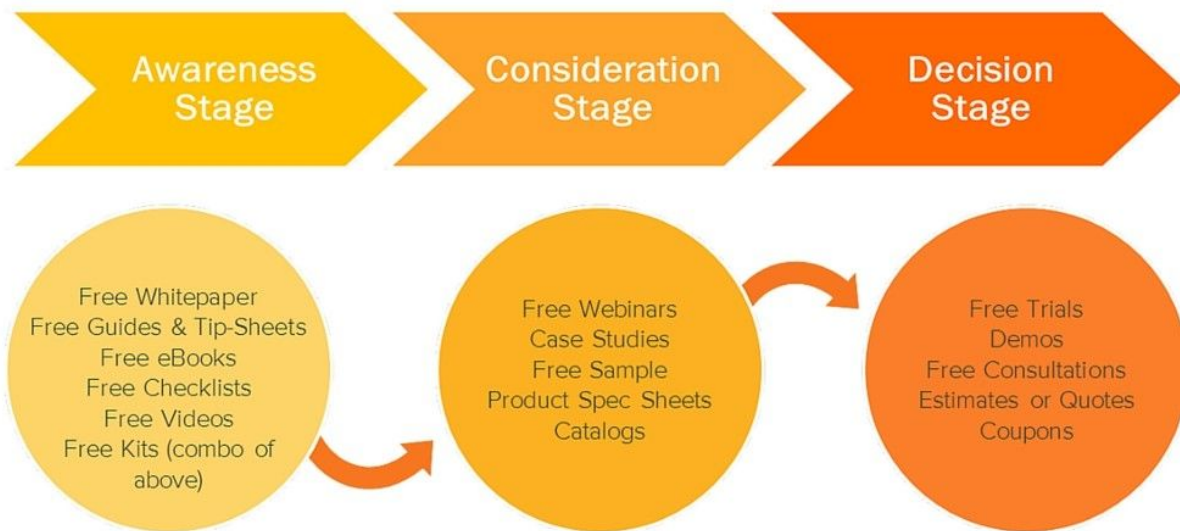 Awareness
Stage
Consideration
Stage
Decision
Stage
Free Whitepaper
Free Guides & Tip-Sheets
Free eBooks
Free Checklists
Free Videos
Free Kits (combo of
above)
Free Webinars
Case Studies
Free Sample
Product Spec Sheets
Catalogs
Free Trials
Demos
Free Consultations
Estimates or Quotes
Coupons